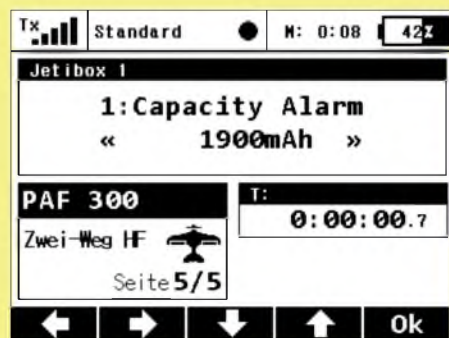 Tx Standard M: 0:08 42%
Jetibox 1
1:Capacity Alarm
« 1900mAh »
PAF 300
Zwei-Weg HF
Seite 5/5
T:
0:00:00.7
Ok